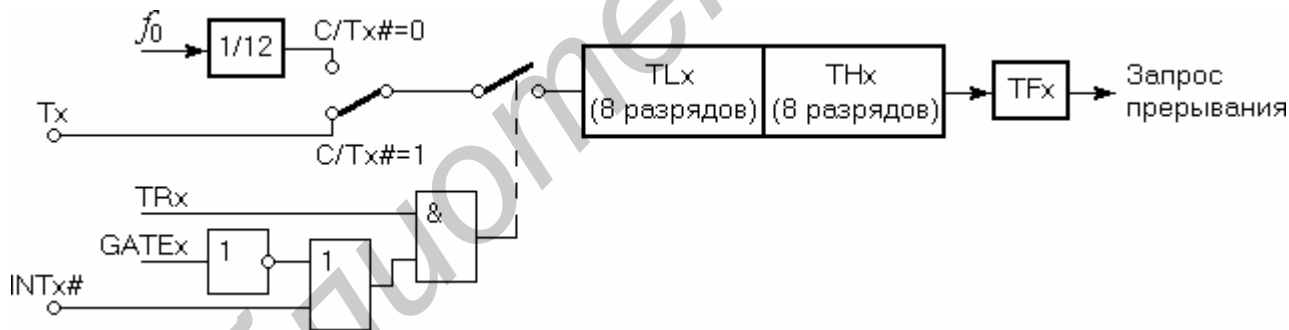 f0
1/12
C/Tx#=0
Tx
C/Tx#=1
TLx
(8 разрядов)
THx
(8 разрядов)
TFx
Запрос
прерывания
TRx
&
GATEx
1
1
INTx#